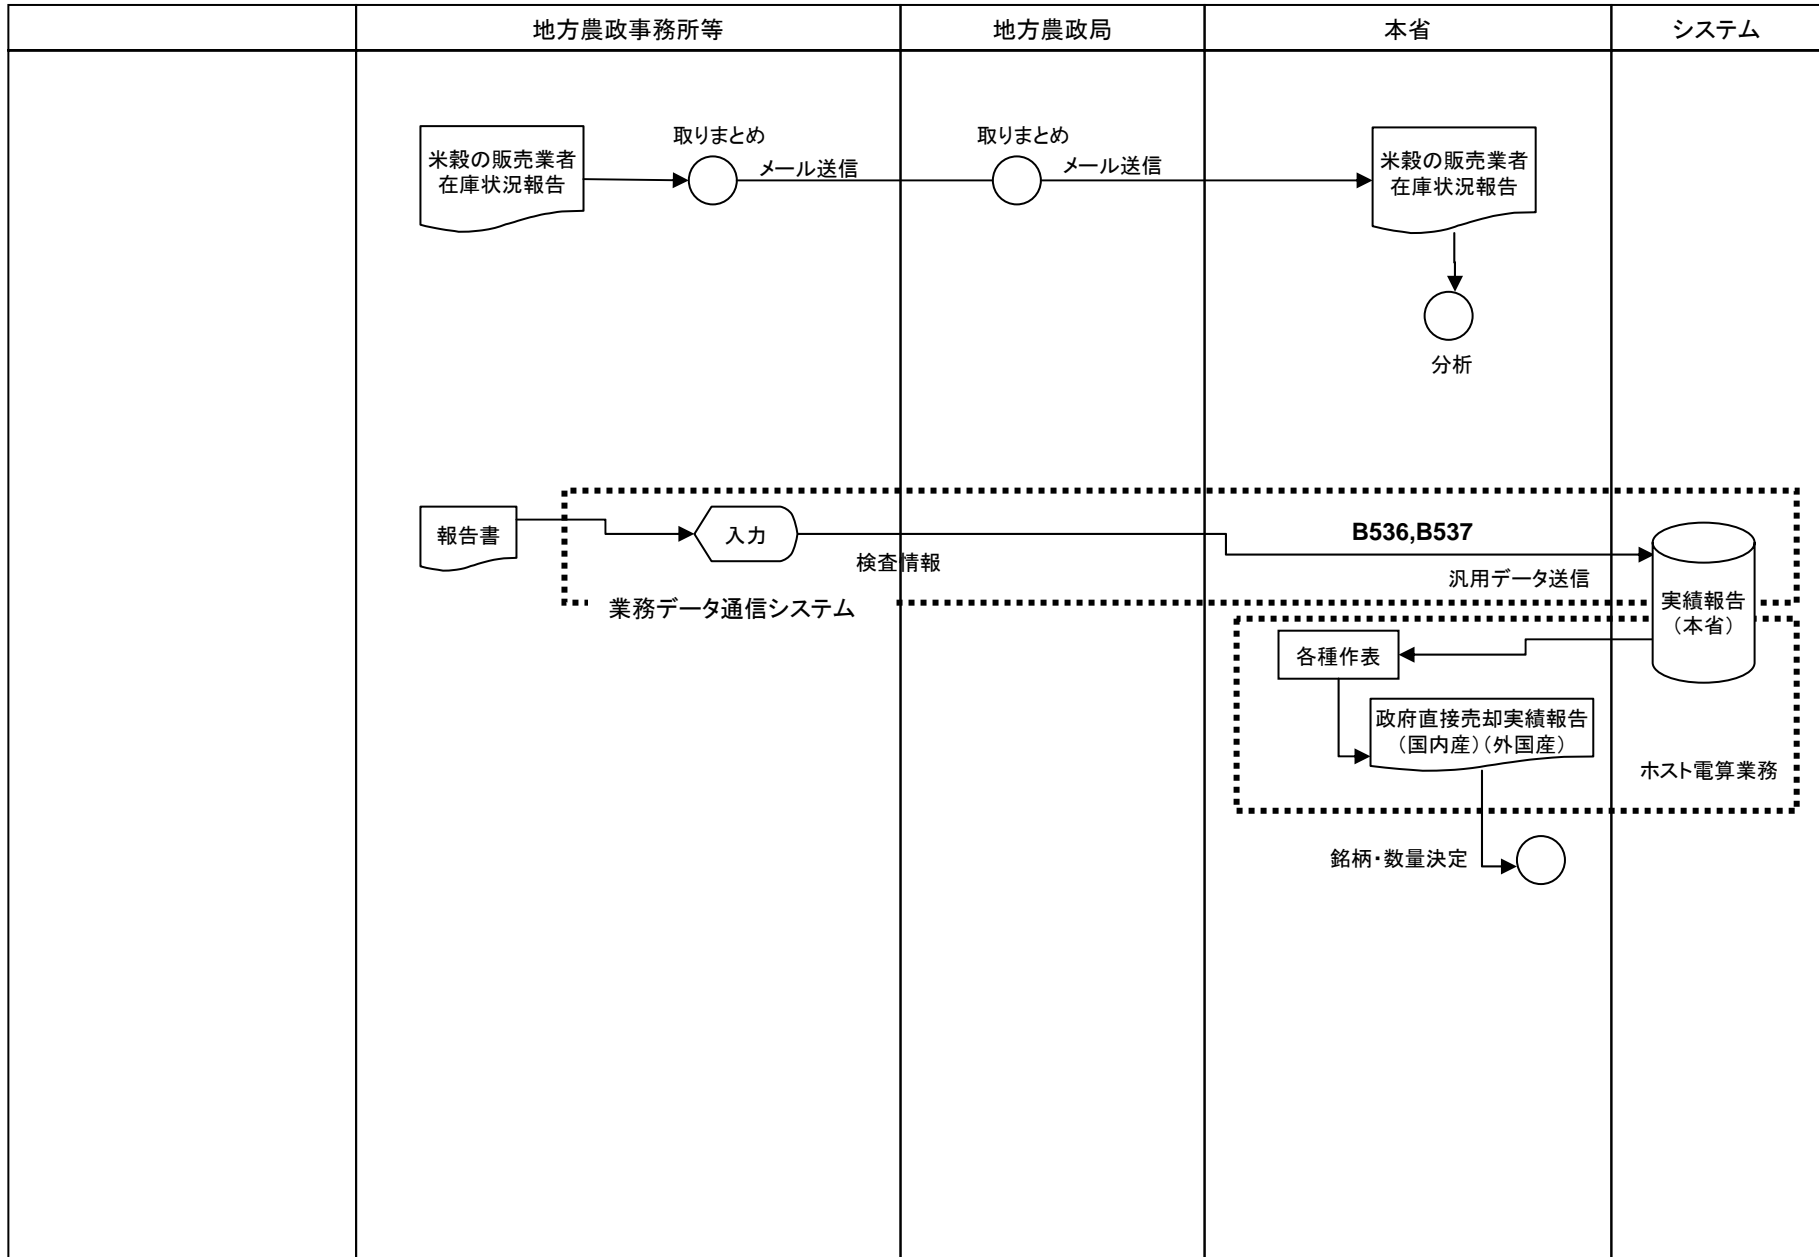 地方農政事務所等
地方農政局
本省
システム
取りまとめ
取りまとめ
米穀の販売業者
在庫状況報告
メール送信
メール送信
米穀の販売業者
在庫状況報告
分析
報告書
入力
B536,B537
検査情報
汎用データ送信
業務データ通信システム
実績報告
（本省）
各種作表
政府直接売却実績報告
（国内産）（外国産）
ホスト電算業務
銘柄・数量決定